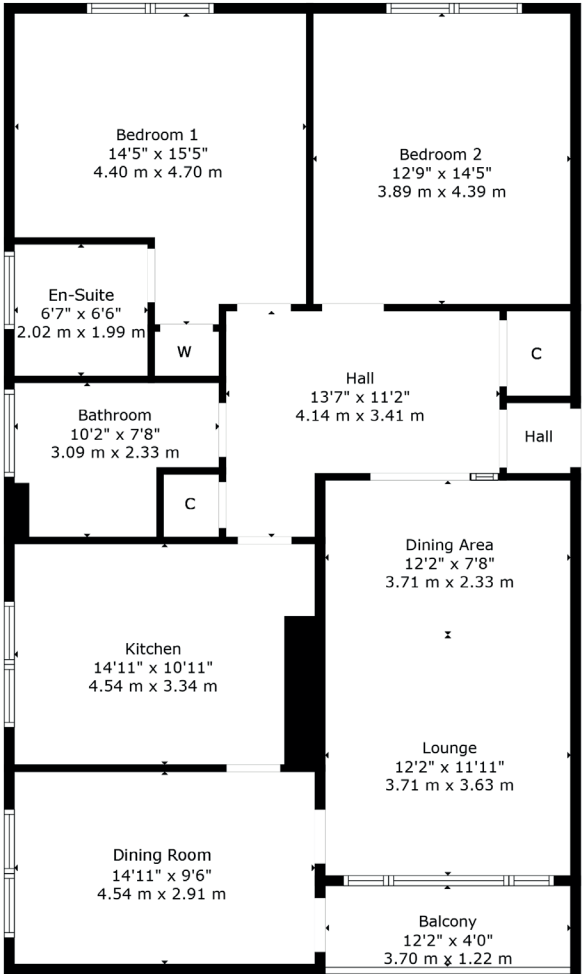 Bedroom 1
14'5" x 15'5"
4.40 m x 4.70 m
Bedroom 2
12'9" x 14'5"
3.89 m x 4.39 m
En-Suite
6'7" x 6'6"
2.02 m x 1.99 m
W
Hall
13'7" x 11'2"
4.14 m x 3.41 m
C
Hall
Bathroom
10'2" x 7'8"
3.09 m x 2.33 m
C
Dining Area
12'2" x 7'8"
3.71 m x 2.33 m
Kitchen
14'11" x 10'11"
4.54 m x 3.34 m
Lounge
12'2" x 11'11"
3.71 m x 3.63 m
Dining Room
14'11" x 9'6"
4.54 m x 2.91 m
Balcony
12'2" x 4'0"
3.70 m x 1.22 m